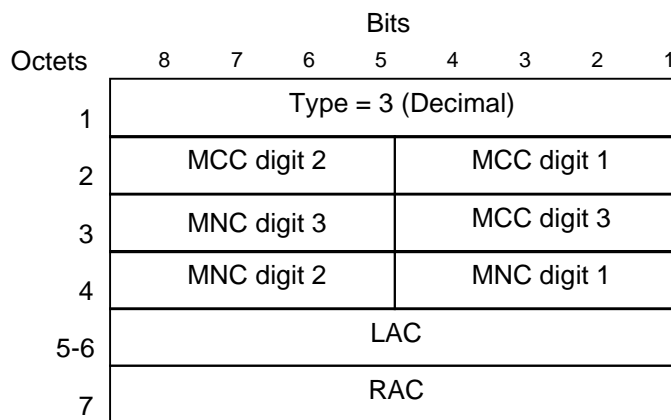 Bits
Octets 8 7 6 5 4 3 2 1
1 Type = 3 (Decimal)
2 MCC digit 2 MCC digit 1
3 MNC digit 3 MCC digit 3
4 MNC digit 2 MNC digit 1
5-6 LAC
7 RAC